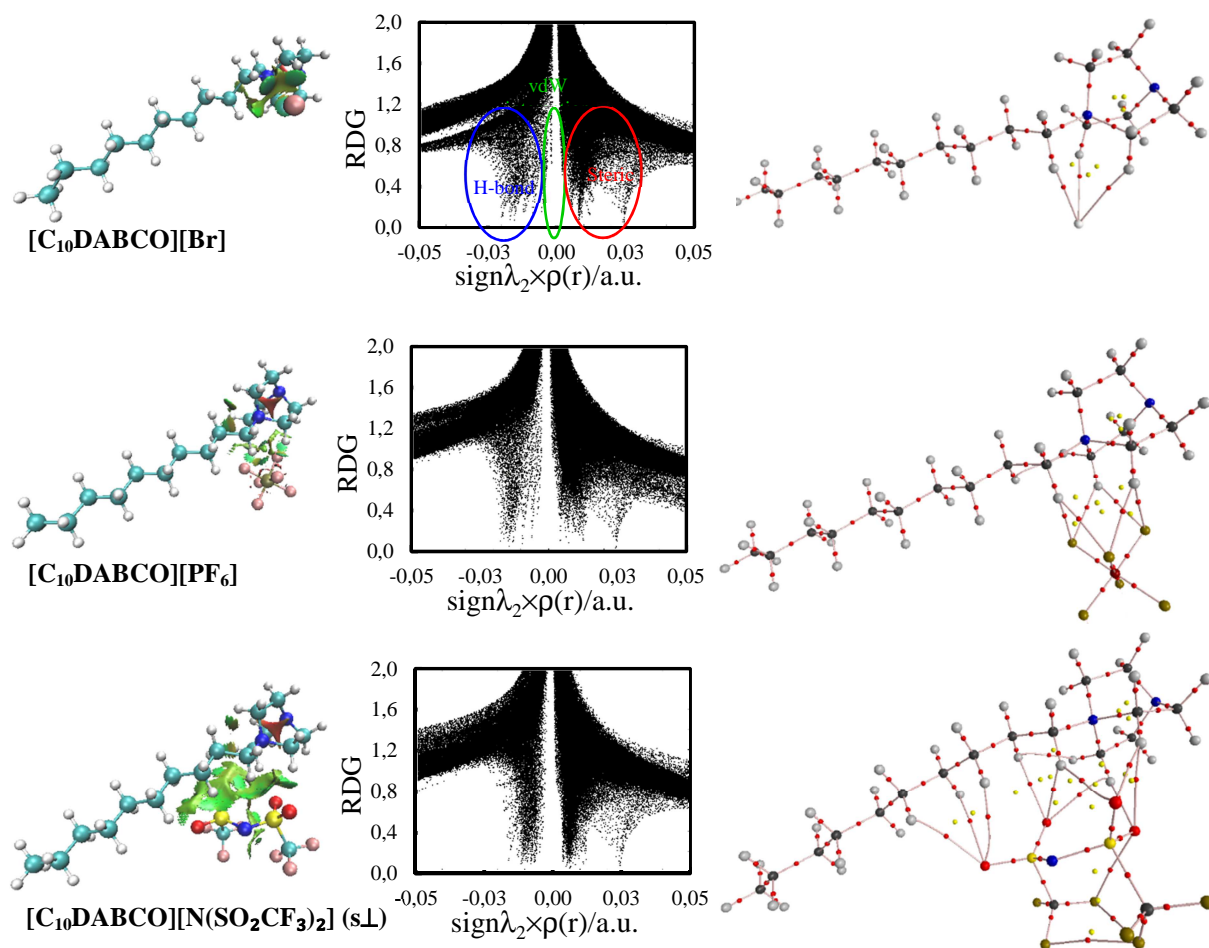 2,0
1,6
1,2
0,8
0,4
0,0
RDG
vdW
H-bond
Steric
-0,05 -0,03 0,00 0,03 0,05
signλ₂×ρ(r)/a.u.
[C₁₀DABCO][Br]
2,0
1,6
1,2
0,8
0,4
0,0
RDG
-0,05 -0,03 0,00 0,03 0,05
signλ₂×ρ(r)/a.u.
[C₁₀DABCO][PF₆]
2,0
1,6
1,2
0,8
0,4
0
RDG
-0,05 -0,03 0,00 0,03 0,05
signλ₂×ρ(r)/a.u.
[C₁₀DABCO][N(SO₂CF₃)₂] (s⊥)